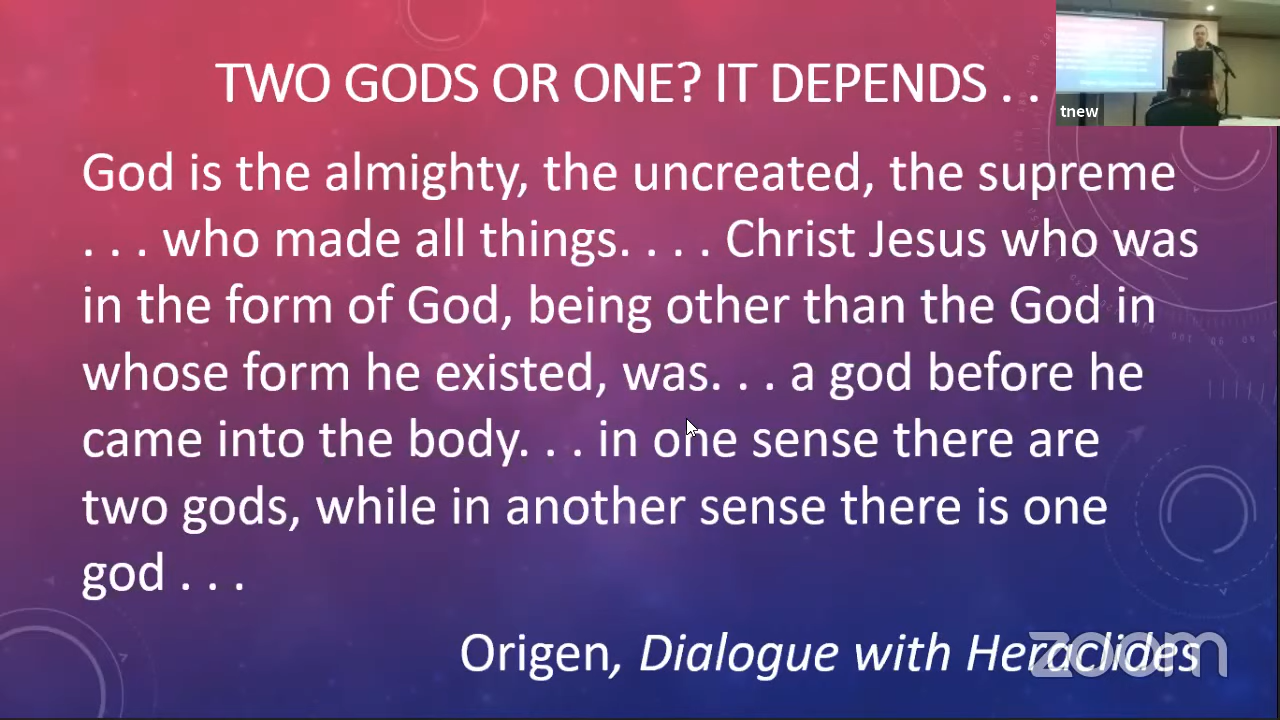 TWO GODS OR ONE? IT DEPENDS . .
tnew
God is the almighty, the uncreated, the supreme
. . . who made all things. . . . Christ Jesus who was
in the form of God, being other than the God in
whose form he existed, was. . . a god before he
came into the body. . . in one sense there are
two gods, while in another sense there is one
god . . .
Origen, Dialogue with Heraclides
zoom